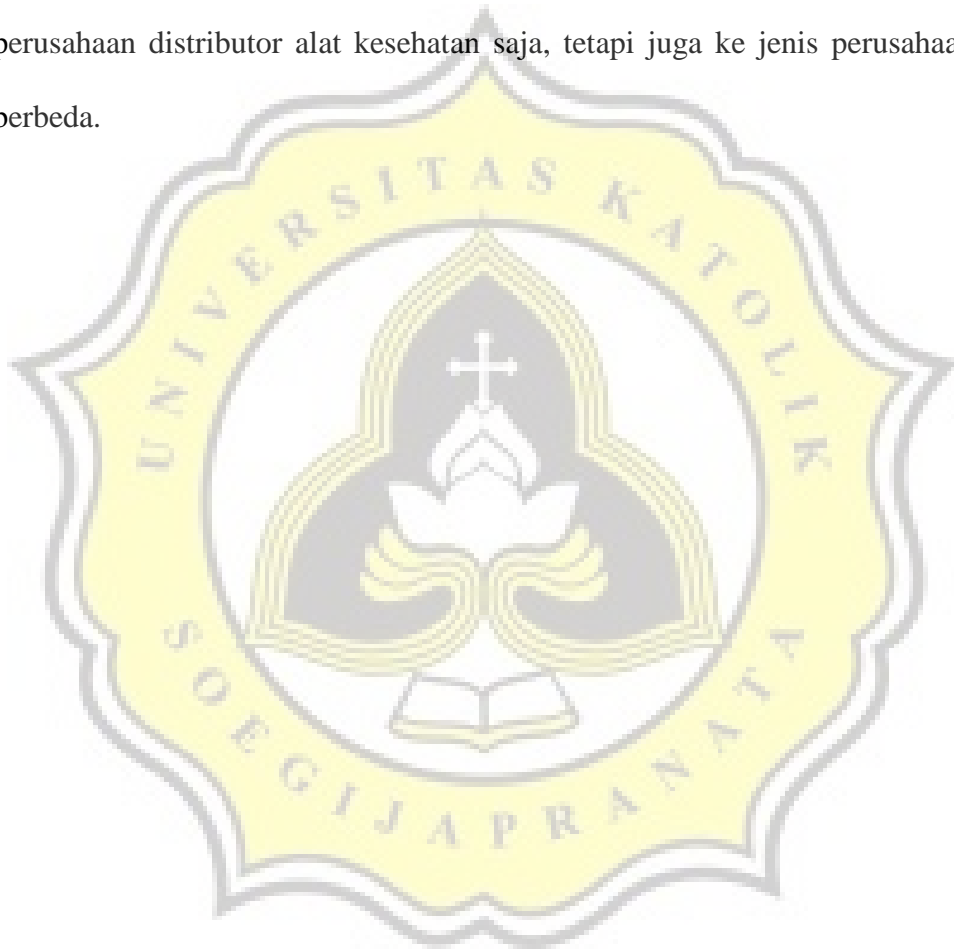 perusahaan distributor alat kesehatan saja, tetapi juga ke jenis perusahaa
berbeda.
UNIVERSITAS KATOLIK
SOEGIJAPRANATA